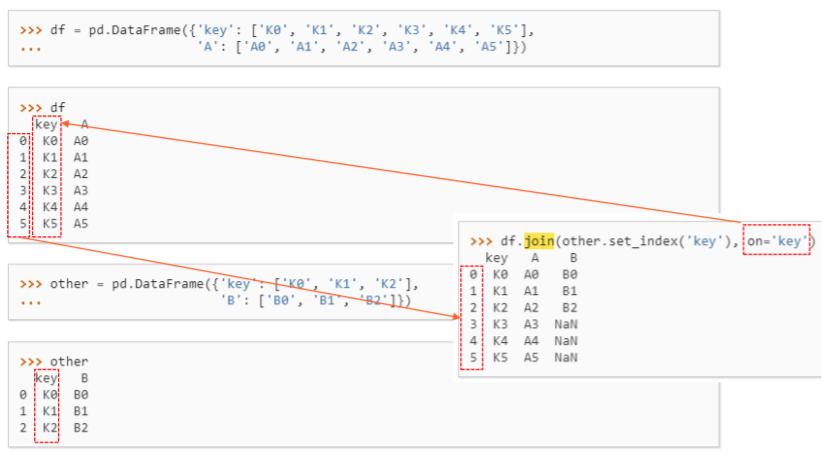 >>> df = pd.DataFrame({'key': ['K0', 'K1', 'K2', 'K3', 'K4', 'K5'],
... 'A': ['A0', 'A1', 'A2', 'A3', 'A4', 'A5']})
>>> df
key A
0 K0 A0
1 K1 A1
2 K2 A2
3 K3 A3
4 K4 A4
5 K5 A5
>>> other = pd.DataFrame({'key': ['K0', 'K1', 'K2'],
... 'B': ['B0', 'B1', 'B2']})
>>> other
key B
0 K0 B0
1 K1 B1
2 K2 B2
>>> df.join(other.set_index('key'), on='key')
key A B
0 K0 A0 B0
1 K1 A1 B1
2 K2 A2 B2
3 K3 A3 NaN
4 K4 A4 NaN
5 K5 A5 NaN